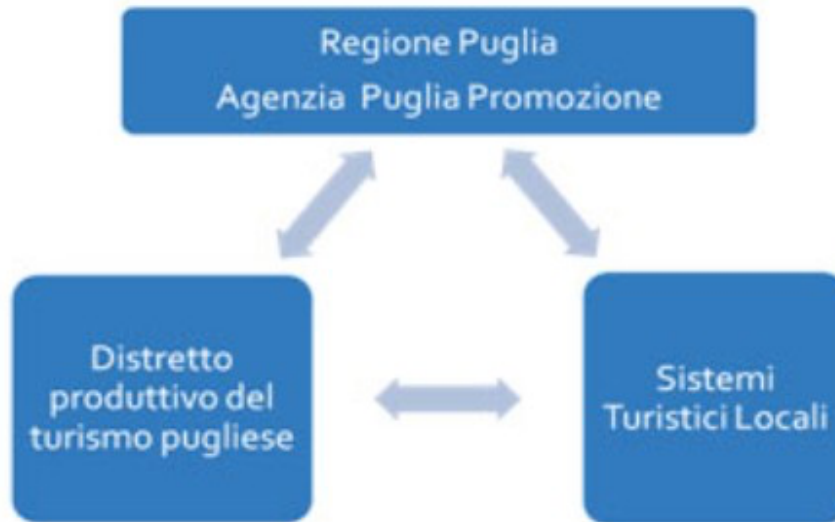 Regione Puglia
Agenzia Puglia Promozione
Distretto
produttivo del
turismo pugliese
Sistemi
Turistici Locali